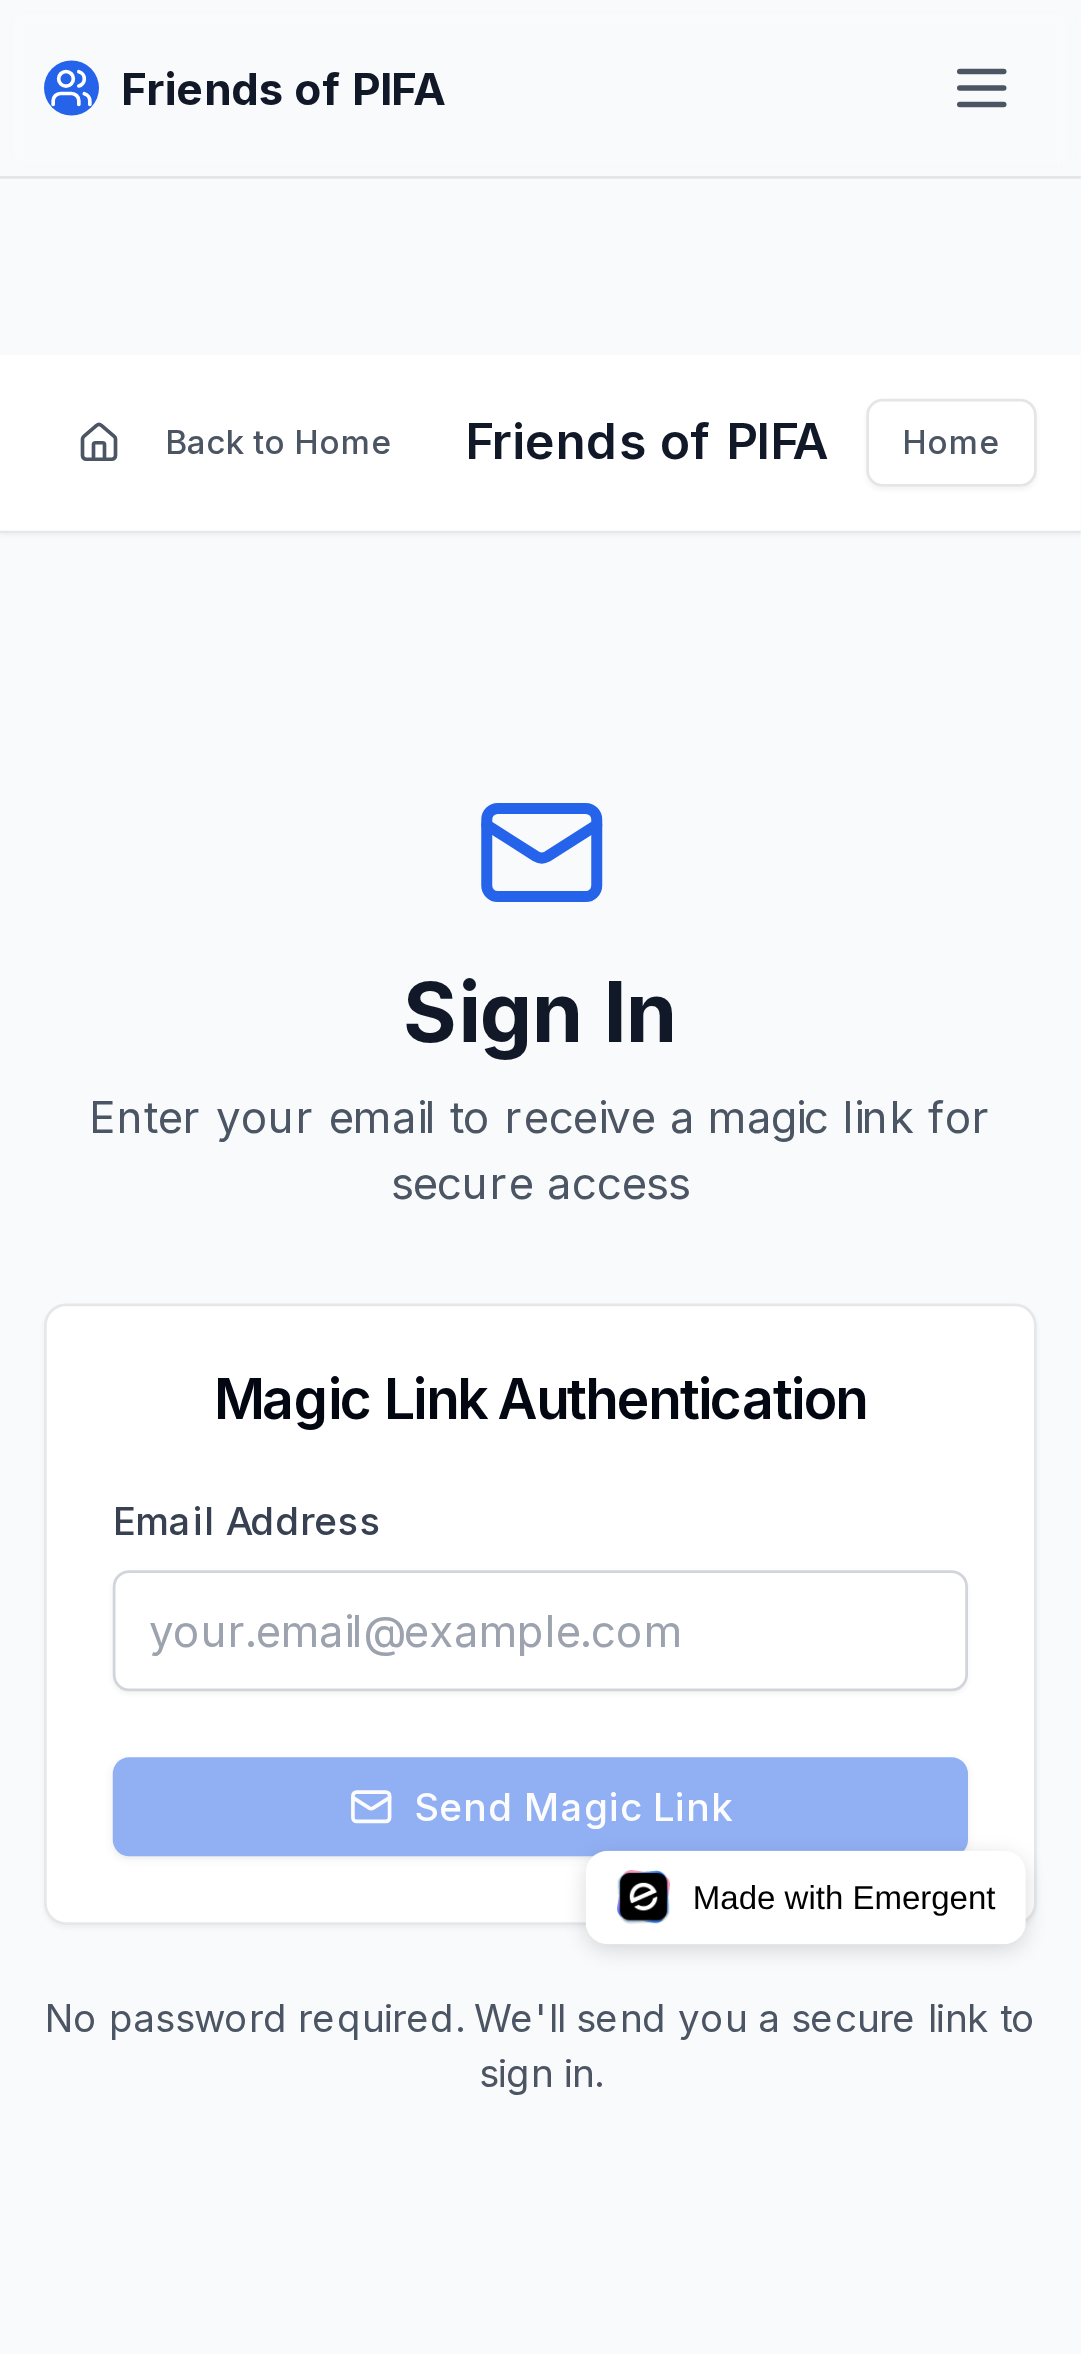 Friends of PIFA
Back to Home
Friends of PIFA
Home
Sign In
Enter your email to receive a magic link for
secure access
Magic Link Authentication
Email Address
your.email@example.com
Send Magic Link
Made with Emergent
No password required. We'll send you a secure link to
sign in.